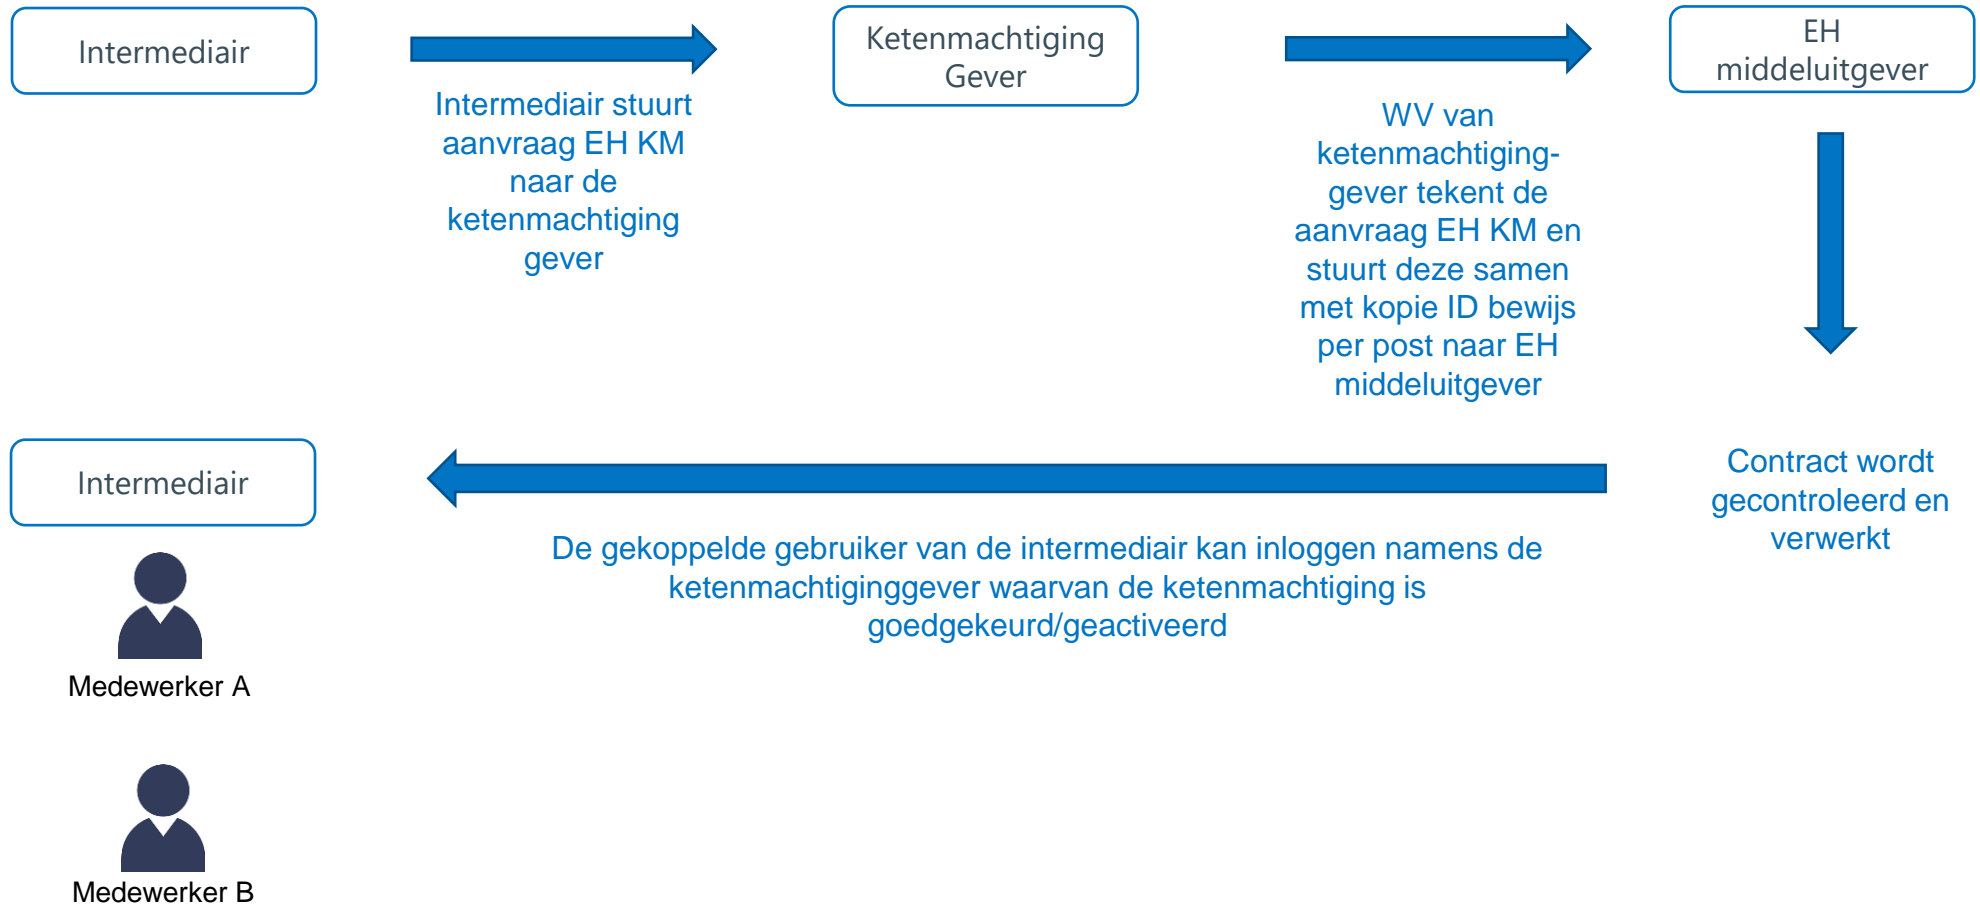 Intermediair
Intermediair stuurt
aanvraag EH KM
naar de
ketenmachtiging
gever
Ketenmachtiging
Gever
WV van
ketenmachtiging-
gever tekent de
aanvraag EH KM en
stuurt deze samen
met kopie ID bewijs
per post naar EH
middeluitgever
EH
middeluitgever
Contract wordt
gecontroleerd en
verwerkt
De gekoppelde gebruiker van de intermediair kan inloggen namens de
ketenmachtiginggever waarvan de ketenmachtiging is
goedgekeurd/geactiveerd
Intermediair
Medewerker A
Medewerker B